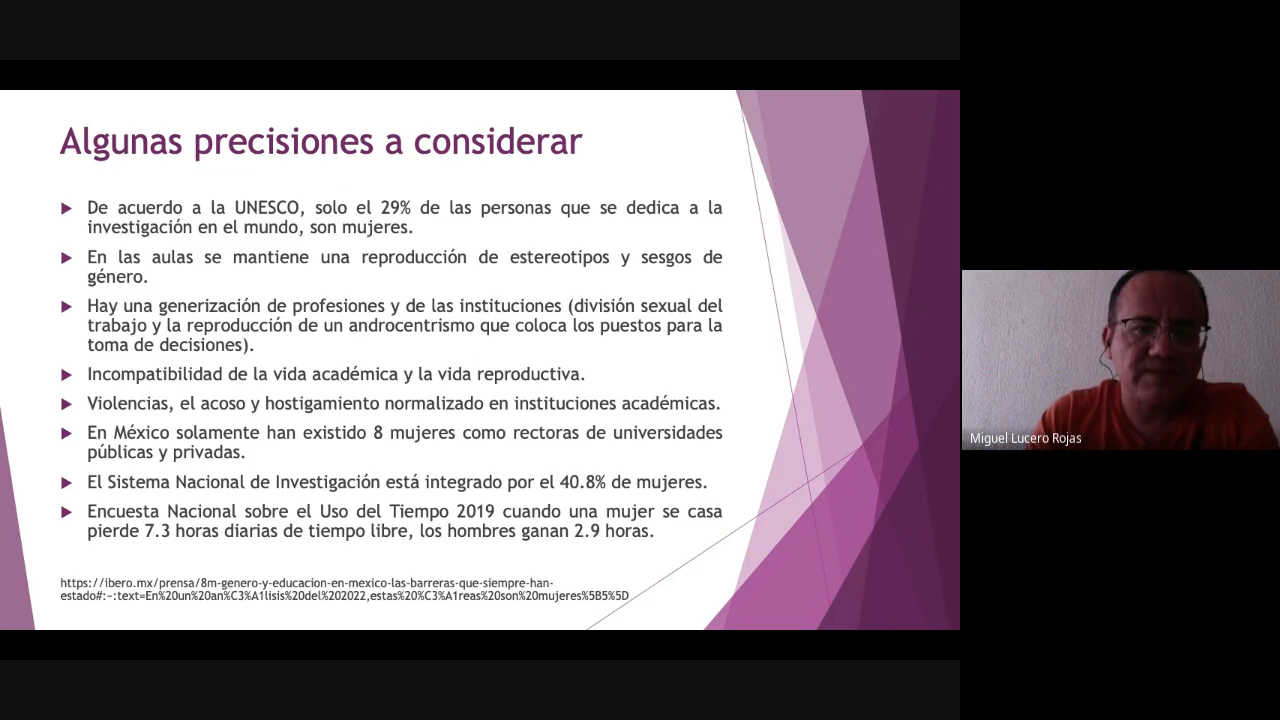 Algunas precisiones a considerar
De acuerdo a la UNESCO, solo el 29% de las personas que se dedica a la
investigación en el mundo, son mujeres.
En las aulas se mantiene una reproducción de estereotipos y sesgos de
género.
Hay una generización de profesiones y de las instituciones (división sexual del
trabajo y la reproducción de un androcentrismo que coloca los puestos para la
toma de decisiones).
Incompatibilidad de la vida académica y la vida reproductiva.
Violencias, el acoso y hostigamiento normalizado en instituciones académicas.
En México solamente han existido 8 mujeres como rectoras de universidades
públicas y privadas.
El Sistema Nacional de Investigación está integrado por el 40.8% de mujeres.
Encuesta Nacional sobre el Uso del Tiempo 2019 cuando una mujer se casa
pierde 7.3 horas diarias de tiempo libre, los hombres ganan 2.9 horas.
https://ibero.mx/prensa/8m-genero-y-educacion-en-mexico-las-barreras-que-siempre-han-
estado#:~:text=En%20un%20an%C3%A1lisis%20del%202022,estas%20%C3%A1reas%20son%20mujeres%5B5%5D
Miguel Lucero Rojas